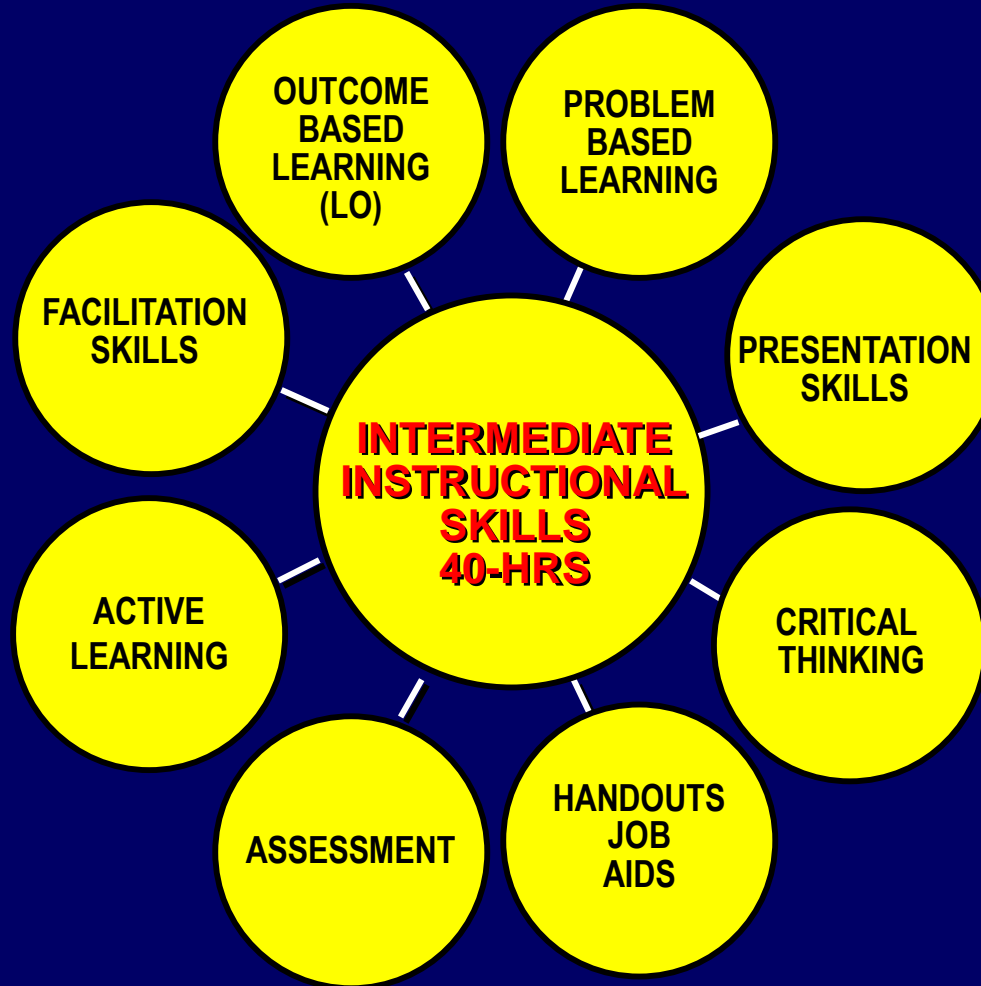 OUTCOME
BASED
LEARNING
(LO)
PROBLEM
BASED
LEARNING
FACILITATION
SKILLS
PRESENTATION
SKILLS
INTERMEDIATE
INSTRUCTIONAL
SKILLS
40-HRS
ACTIVE
LEARNING
CRITICAL
THINKING
ASSESSMENT
HANDOUTS
JOB
AIDS